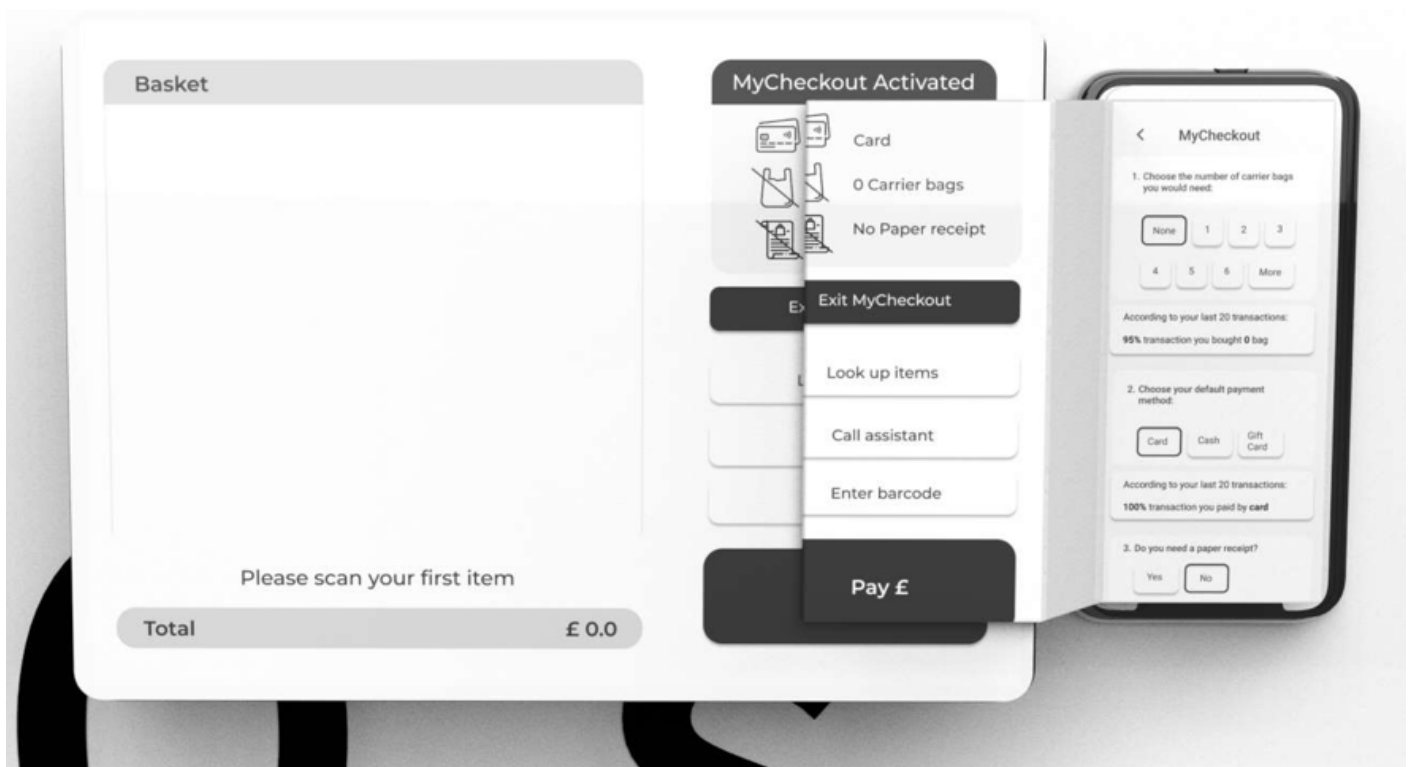 Basket
Please scan your first item
Total £ 0.0
MyCheckout Activated
Card
0 Carrier bags
No Paper receipt
Ex
Exit MyCheckout
L
Look up items
Call assistant
Enter barcode
Pay £
< MyCheckout
1. Choose the number of carrier bags
you would need:
None 1 2 3
4 5 6 More
According to your last 20 transactions:
95% transaction you bought 0 bag
2. Choose your default payment
method:
Card Cash Gift
Card
According to your last 20 transactions:
100% transaction you paid by card
3. Do you need a paper receipt?
Yes No